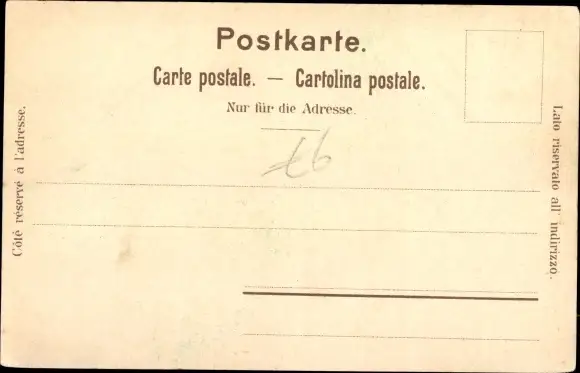 Postkarte.
Carte postale. — Cartolina postale.
Nur für die Adresse.
Côté réservé à l'adresse.
Lato riservato all' indirizzo.